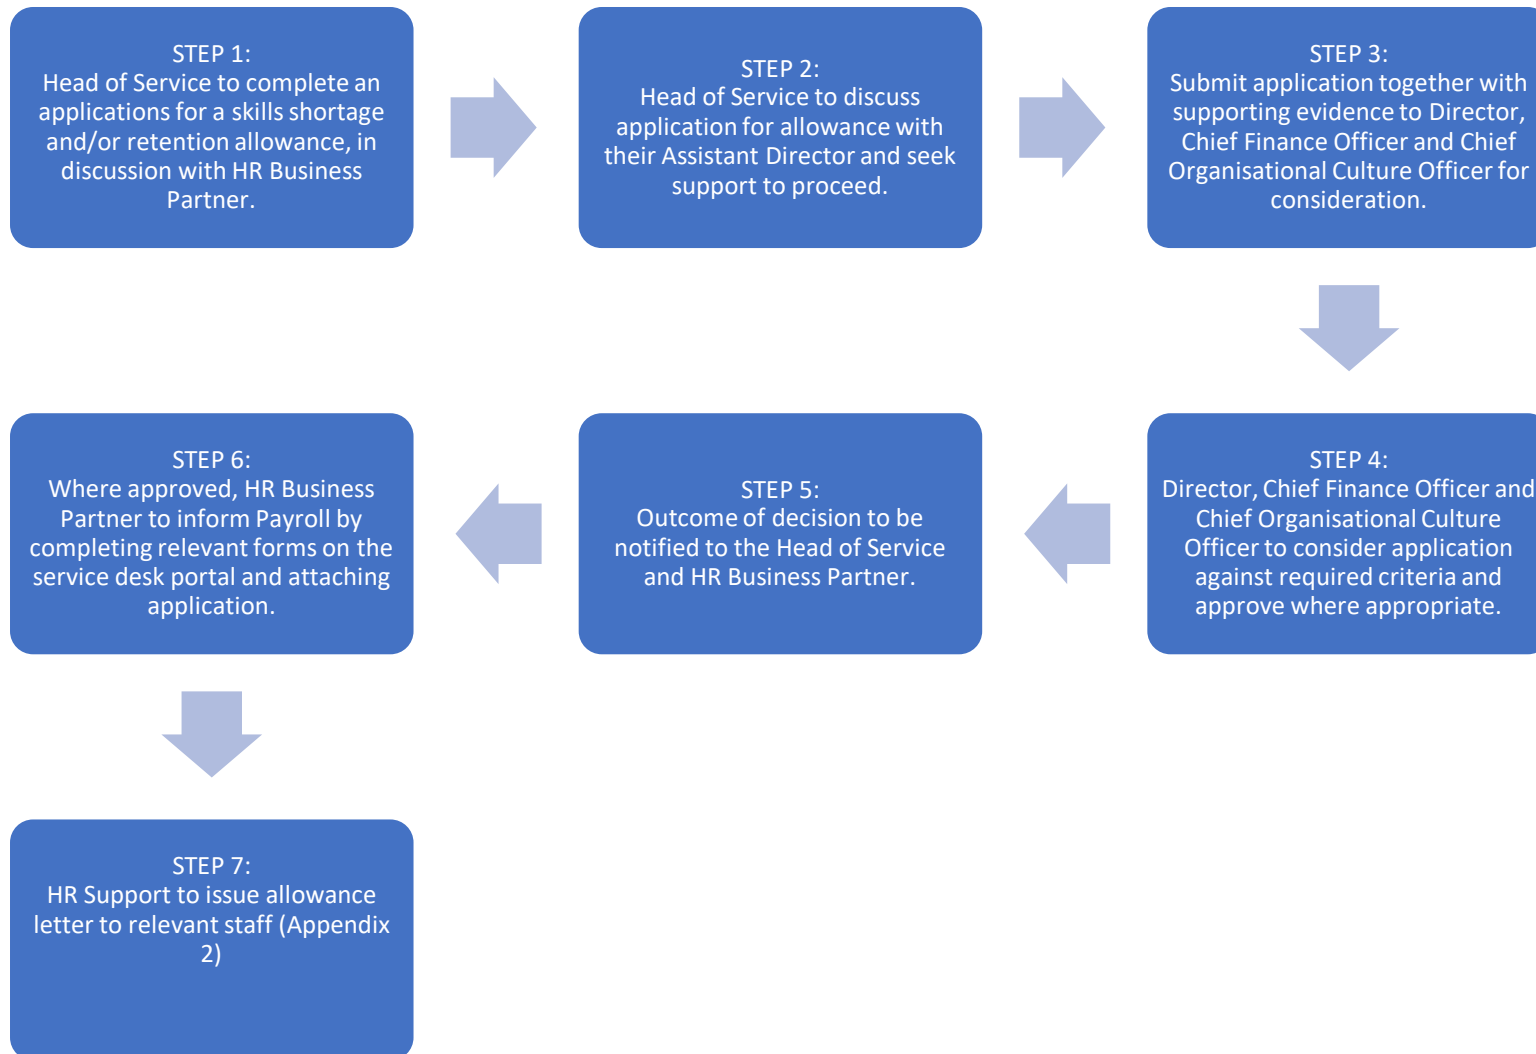 STEP 1:
Head of Service to complete an
applications for a skills shortage
and/or retention allowance, in
discussion with HR Business
Partner.
STEP 2:
Head of Service to discuss
application for allowance with
their Assistant Director and seek
support to proceed.
STEP 3:
Submit application together with
supporting evidence to Director,
Chief Finance Officer and Chief
Organisational Culture Officer for
consideration.
STEP 4:
Director, Chief Finance Officer and
Chief Organisational Culture
Officer to consider application
against required criteria and
approve where appropriate.
STEP 5:
Outcome of decision to be
notified to the Head of Service
and HR Business Partner.
STEP 6:
Where approved, HR Business
Partner to inform Payroll by
completing relevant forms on the
service desk portal and attaching
application.
STEP 7:
HR Support to issue allowance
letter to relevant staff (Appendix
2)